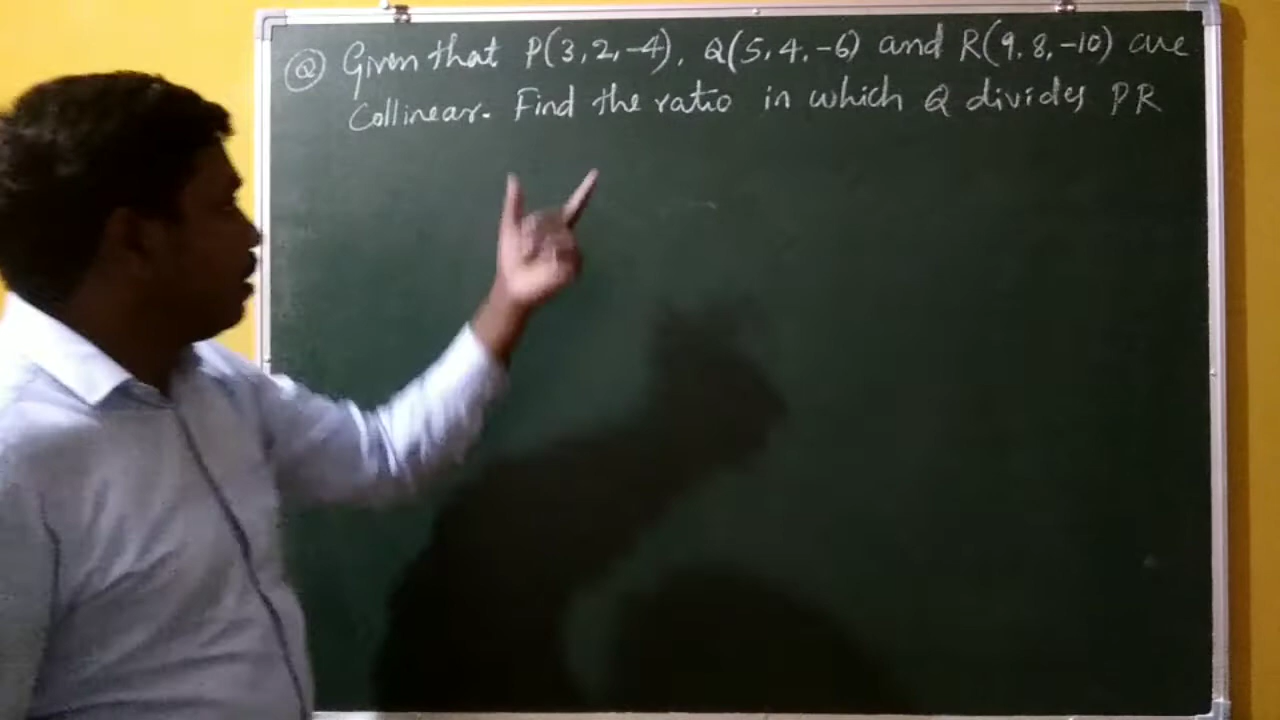 Q Given that P(3,2,-4), Q(5,4,-6) and R(9,8,-10) are
Collinear. Find the ratio in which Q divides PR